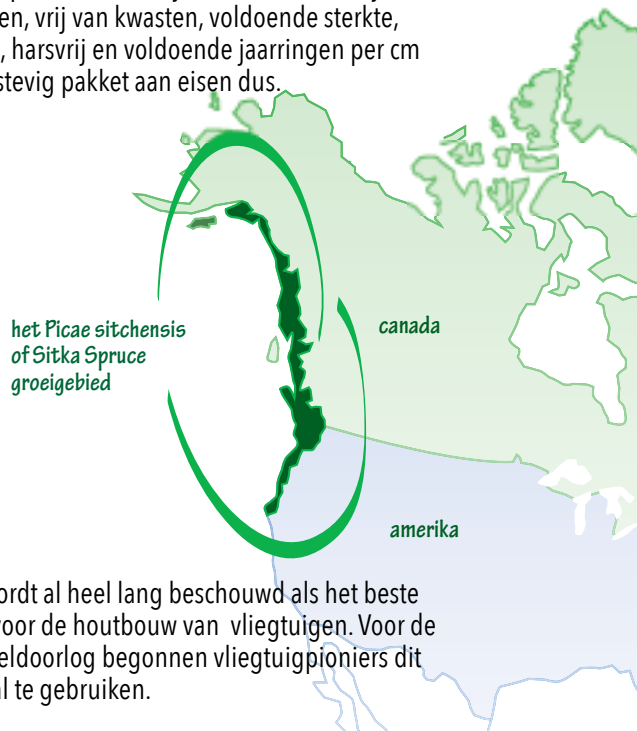 en, vrij van kwasten, voldoende sterkte,
, harsvrij en voldoende jaarringen per cm
stevig pakket aan eisen dus.
het Picae sitchensis
of Sitka Spruce
groeigebied
canada
amerika
ordt al heel lang beschouwd als het beste
voor de houtbouw van vliegtuigen. Voor de
eldoorlog begonnen vliegtuigpioniers dit
al te gebruiken.